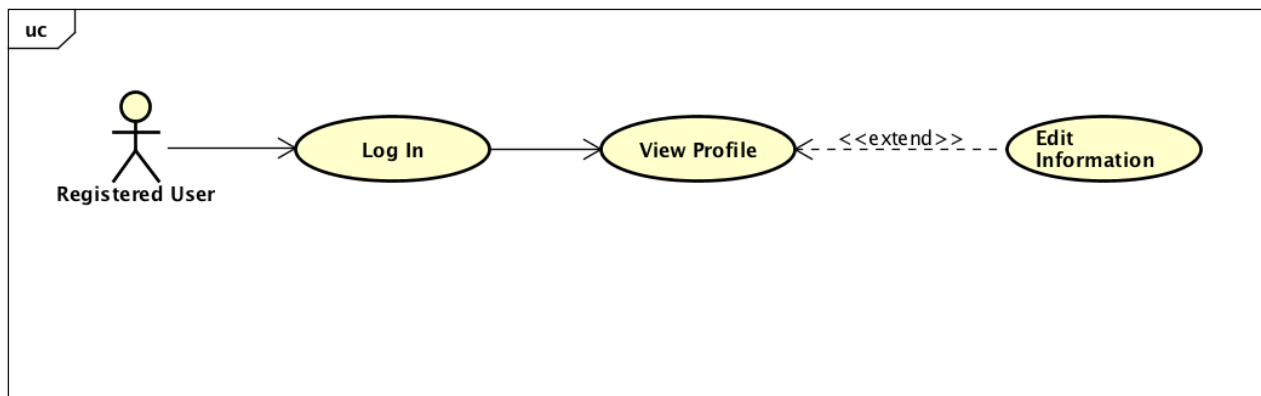 uc
Log In
View Profile
<<extend>>
Edit
Information
Registered User